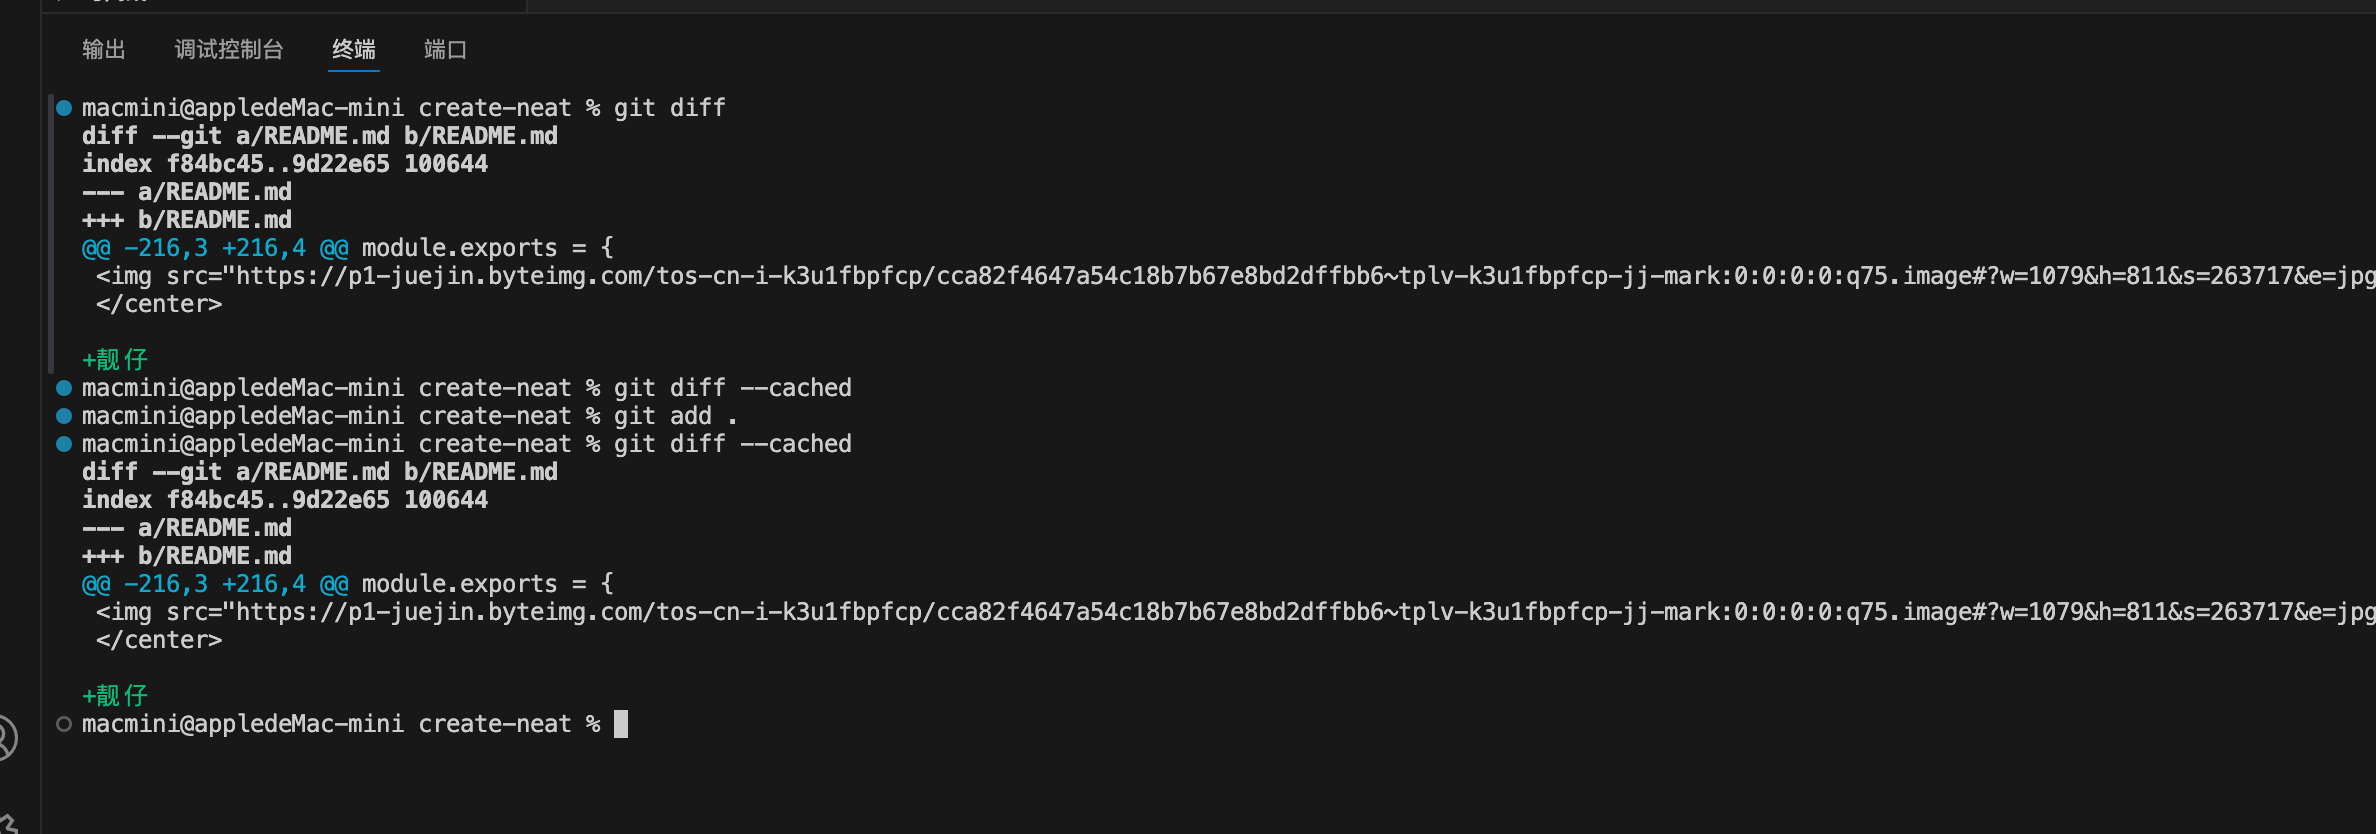 输出 调试控制台 终端 端口
macmini@appledeMac-mini create-neat % git diff
diff --git a/README.md b/README.md
index f84bc45..9d22e65 100644
--- a/README.md
+++ b/README.md
@@ -216,3 +216,4 @@ module.exports = {
 <img src="https://p1-juejin.byteimg.com/tos-cn-i-k3u1fbpfcp/cca82f4647a54c18b7b67e8bd2dffbb6~tplv-k3u1fbpfcp-jj-mark:0:0:0:0:q75.image#?w=1079&h=811&s=263717&e=jpg
 </center>
+靓仔
macmini@appledeMac-mini create-neat % git diff --cached
macmini@appledeMac-mini create-neat % git add .
macmini@appledeMac-mini create-neat % git diff --cached
diff --git a/README.md b/README.md
index f84bc45..9d22e65 100644
--- a/README.md
+++ b/README.md
@@ -216,3 +216,4 @@ module.exports = {
 <img src="https://p1-juejin.byteimg.com/tos-cn-i-k3u1fbpfcp/cca82f4647a54c18b7b67e8bd2dffbb6~tplv-k3u1fbpfcp-jj-mark:0:0:0:0:q75.image#?w=1079&h=811&s=263717&e=jpg
 </center>
+靓仔
macmini@appledeMac-mini create-neat %